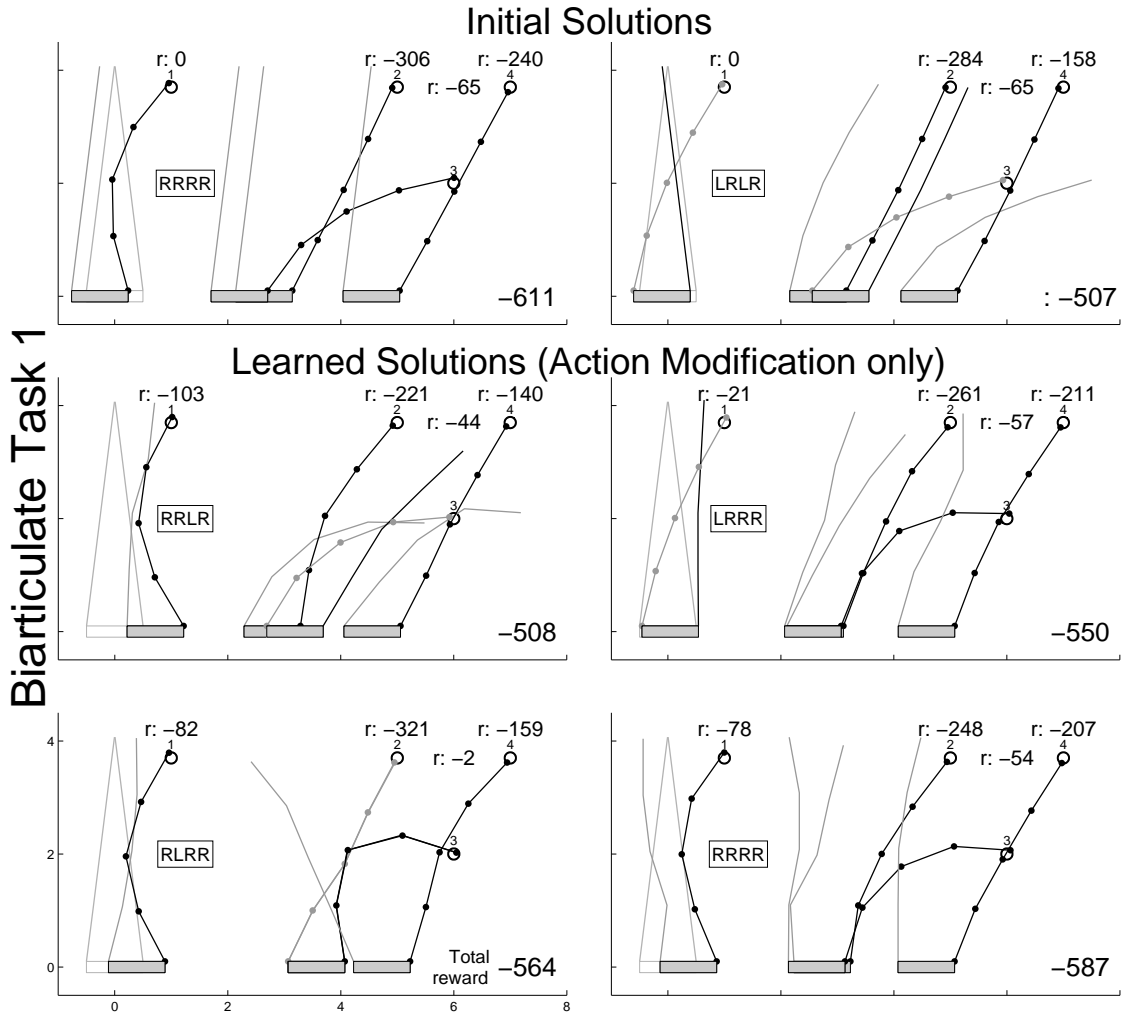 Initial Solutions
r: 0
r: −306
r: −240
1
2
4
r: −65
3
RRRR
−611
r: 0
r: −284
r: −158
1
2
4
r: −65
3
LRLR
: −507
Biarticulate Task 1
Learned Solutions (Action Modification only)
r: −103
r: −221
r: −140
1
2
4
r: −44
3
RRLR
−508
r: −21
r: −261
r: −211
1
2
4
r: −57
3
LRRR
−550
r: −82
r: −321
r: −159
4
1
2
4
r: −2
3
RLRR
2
Total
reward
−564
0
0
2
4
6
8
r: −78
r: −248
r: −207
1
2
4
r: −54
3
RRRR
−587